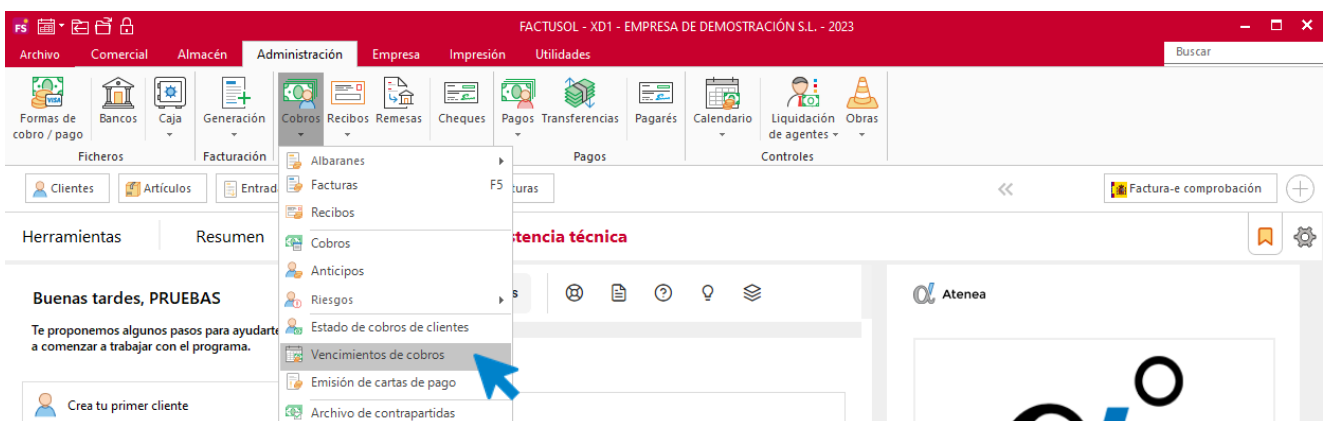 FS
FACTUSOL - XD1 - EMPRESA DE DEMOSTRACIÓN S.L. - 2023
Archivo Comercial Almacén Administración Empresa Impresión Utilidades
Buscar
VISA
Formas de cobro / pago
Bancos
Caja
Generación
Cobros
Recibos
Remesas
Cheques
Pagos
Transferencias
Pagarés
Calendario
Liquidación de agentes
Obras
Ficheros
Facturación
Pagos
Controles
Albaranes
Facturas F5
Recibos
Cobros
Anticipos
Riesgos
Estado de cobros de clientes
Vencimientos de cobros
Emisión de cartas de pago
Archivo de contrapartidas
Clientes
Artículos
Entrad
turas
Factura-e comprobación
Herramientas
Resumen
stencia técnica
Buenas tardes, PRUEBAS
Te proponemos algunos pasos para ayudarte
a comenzar a trabajar con el programa.
Crea tu primer cliente
s
Atenea